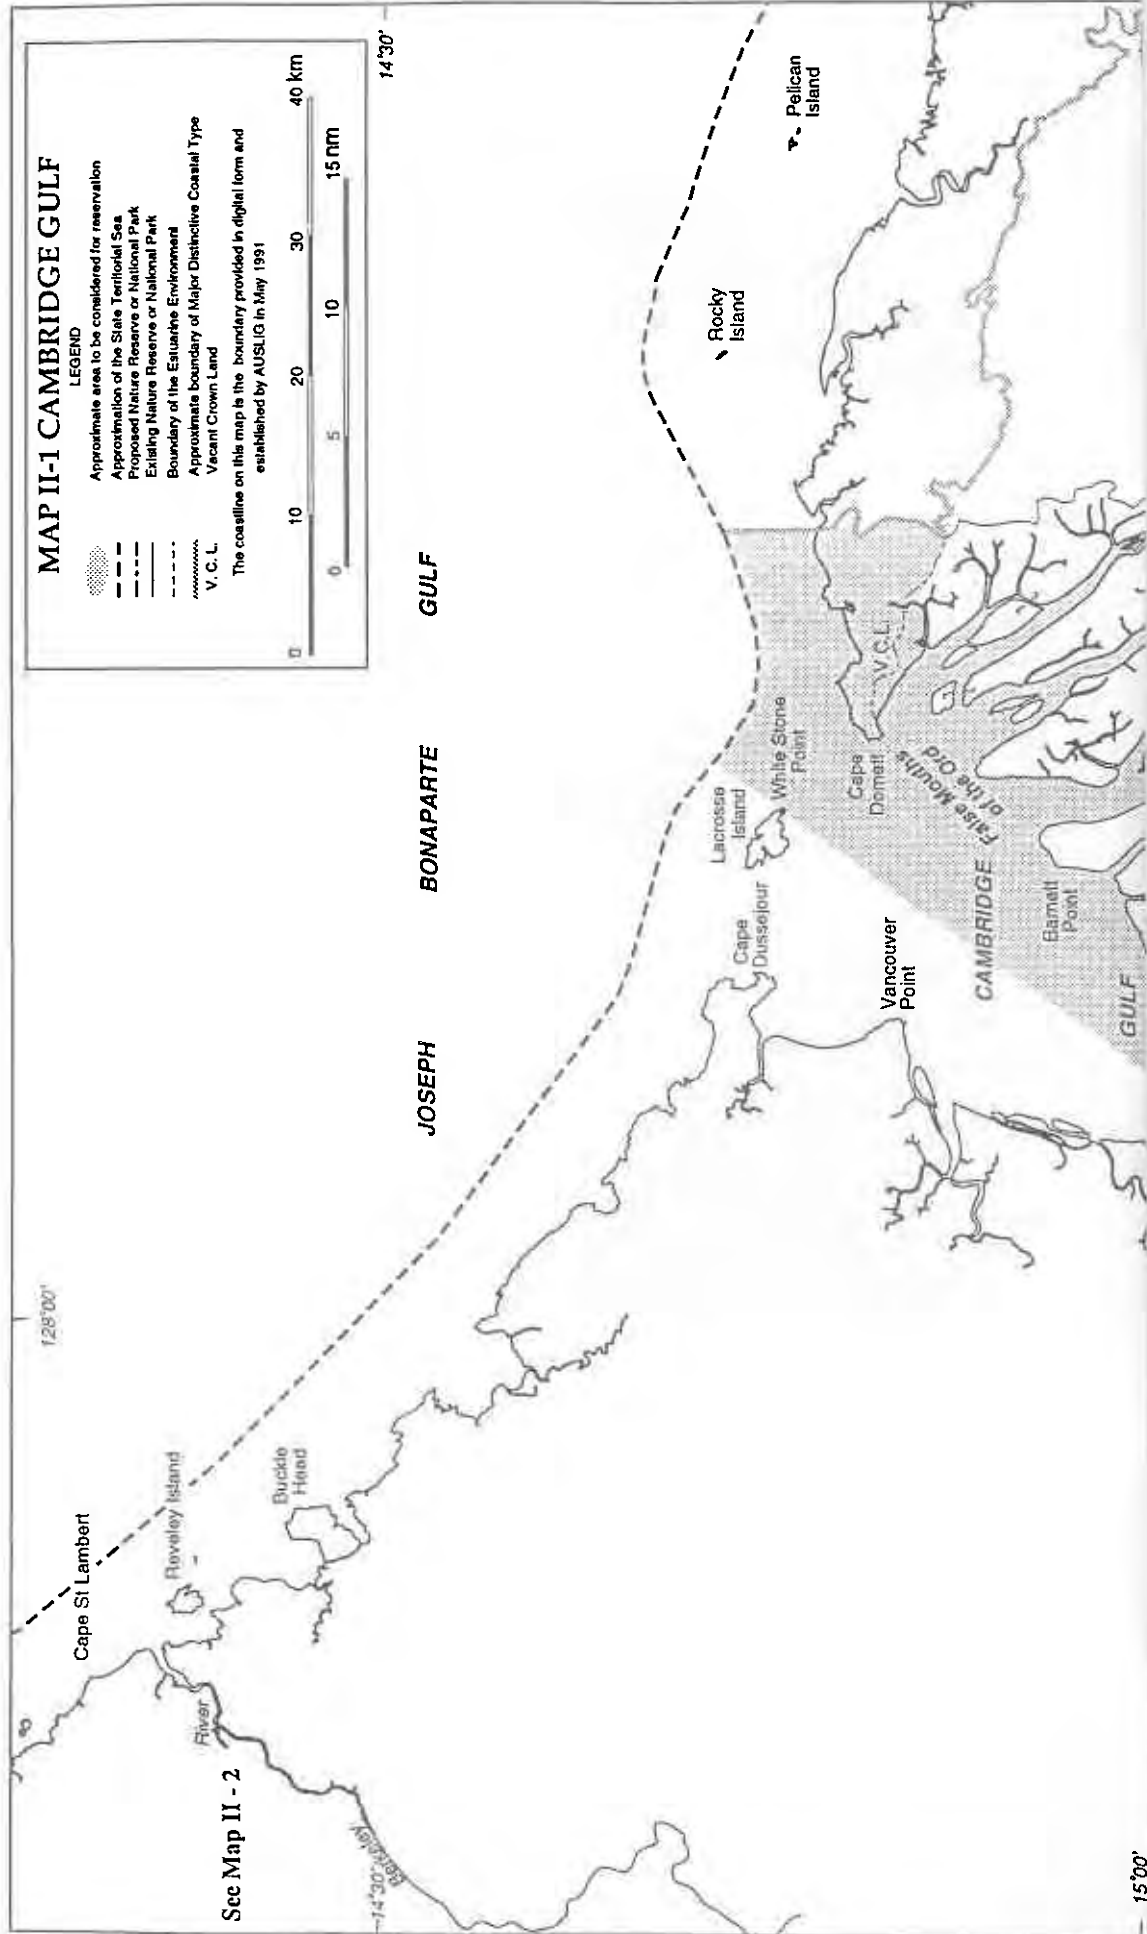 MAP II-1 CAMBRIDGE GULF
LEGEND
Approximate area to be considered for reservation
Approximation of the State Territorial Sea
Proposed Nature Reserve or National Park
Existing Nature Reserve or National Park
Boundary of the Estuarine Environment
Approximate boundary of Major Distinctive Coastal Type
V. C. L. Vacant Crown Land
The coastline on this map is the boundary provided in digital form and
established by AUSLIG in May 1991
0 10 20 30 40 km
0 5 10 15 nm
128°00'
14°30'
Cape St Lambert
Reveley Island
River
Buckle
Head
See Map II - 2
14°30'
Berkeley
JOSEPH BONAPARTE GULF
Rocky
Island
Pelican
Island
Lacrosse
Island
White Stone
Point
Cape
Dussejour
Cape
Domett
V. C. L.
False Mouths
of the Ord
Vancouver
Point
CAMBRIDGE
GULF
Barnett
Point
15°00'